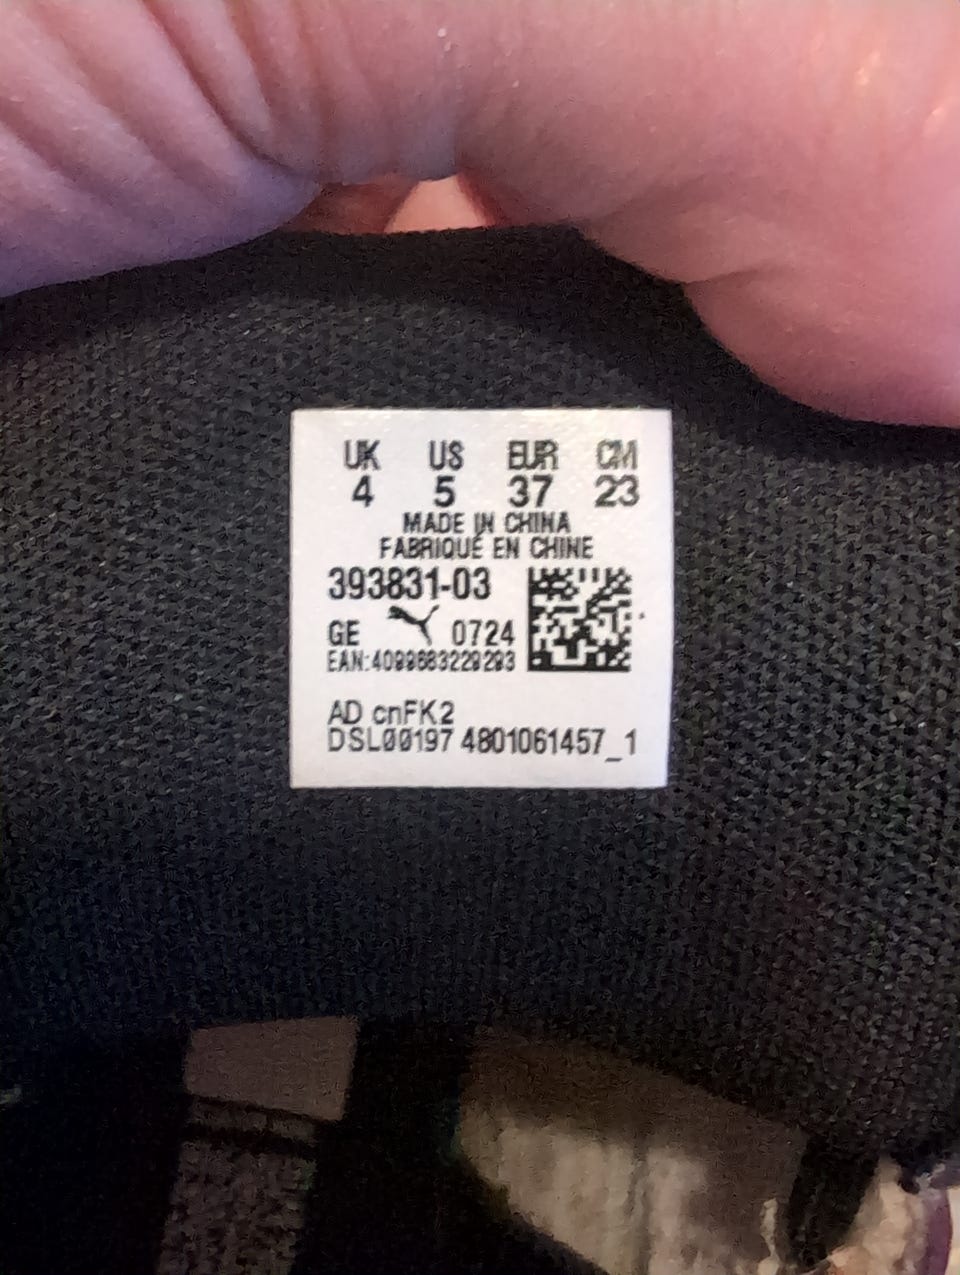 UK US EUR CM
4 5 37 23
MADE IN CHINA
FABRIQUÉ EN CHINE
393831-03
GE 0724
EAN:4099683229293
AD cnFK2
DSL00197 4801061457_1